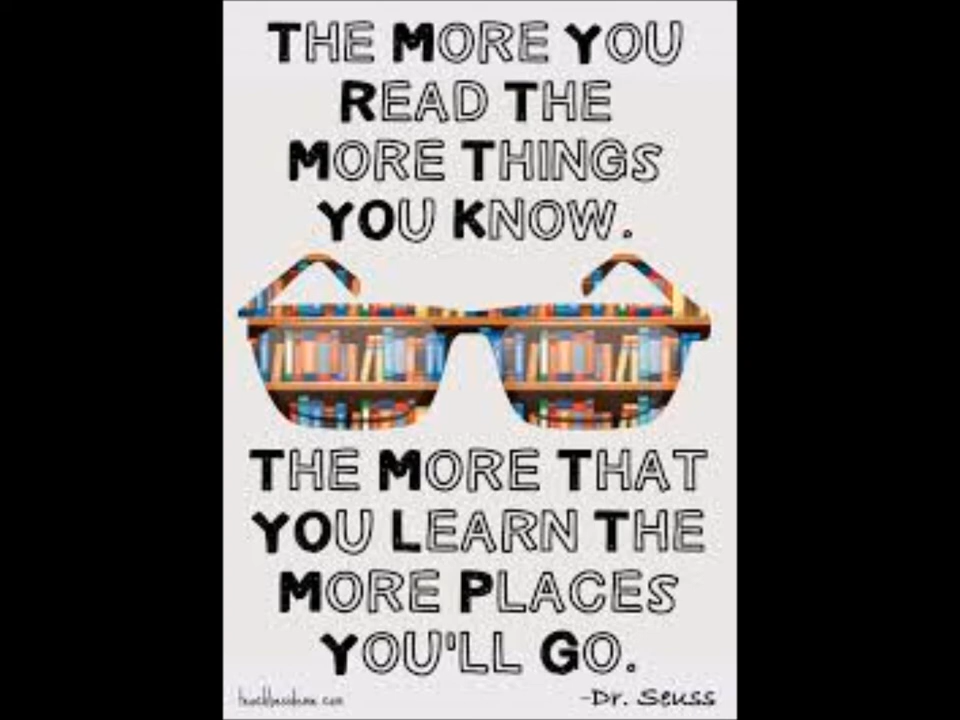 THE MORE YOU
READ THE
MORE THINGS
YOU KNOW.
THE MORE THAT
YOU LEARN THE
MORE PLACES
YOU'LL GO.
-Dr. Seuss